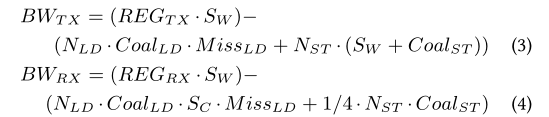 BW_{TX} = (REG_{TX} · S_W)−
(N_{LD} · Coal_{LD} · Miss_{LD} + N_{ST} · (S_W + Coal_{ST})) (3)
BW_{RX} = (REG_{RX} · S_W)−
(N_{LD} · Coal_{LD} · S_C · Miss_{LD} + 1/4 · N_{ST} · Coal_{ST}) (4)